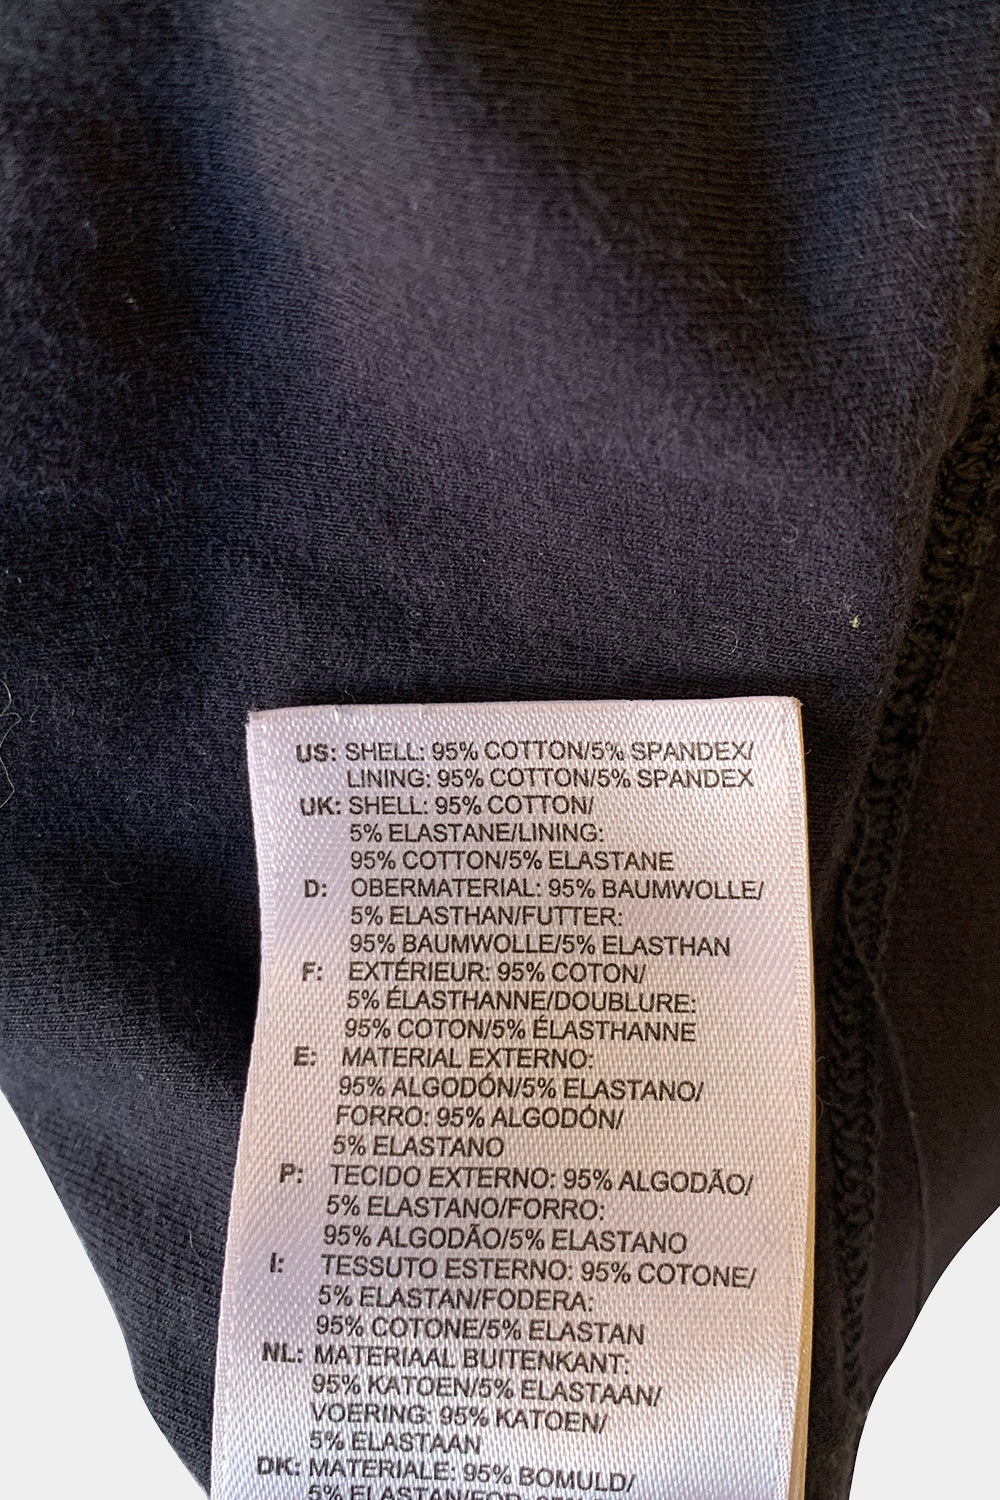 US: SHELL: 95% COTTON/5% SPANDEX/
LINING: 95% COTTON/5% SPANDEX
UK: SHELL: 95% COTTON/
5% ELASTANE/LINING:
95% COTTON/5% ELASTANE
D: OBERMATERIAL: 95% BAUMWOLLE/
5% ELASTHAN/FUTTER:
95% BAUMWOLLE/5% ELASTHAN
F: EXTÉRIEUR: 95% COTON/
5% ÉLASTHANNE/DOUBLURE:
95% COTON/5% ÉLASTHANNE
E: MATERIAL EXTERNO:
95% ALGODÓN/5% ELASTANO/
FORRO: 95% ALGODÓN/
5% ELASTANO
P: TECIDO EXTERNO: 95% ALGODÃO/
5% ELASTANO/FORRO:
95% ALGODÃO/5% ELASTANO
I: TESSUTO ESTERNO: 95% COTONE/
5% ELASTAN/FODERA:
95% COTONE/5% ELASTAN
NL: MATERIAAL BUITENKANT:
95% KATOEN/5% ELASTAAN/
VOERING: 95% KATOEN/
5% ELASTAAN
DK: MATERIALE: 95% BOMULD/
5% ELASTAN/FOD: 95%